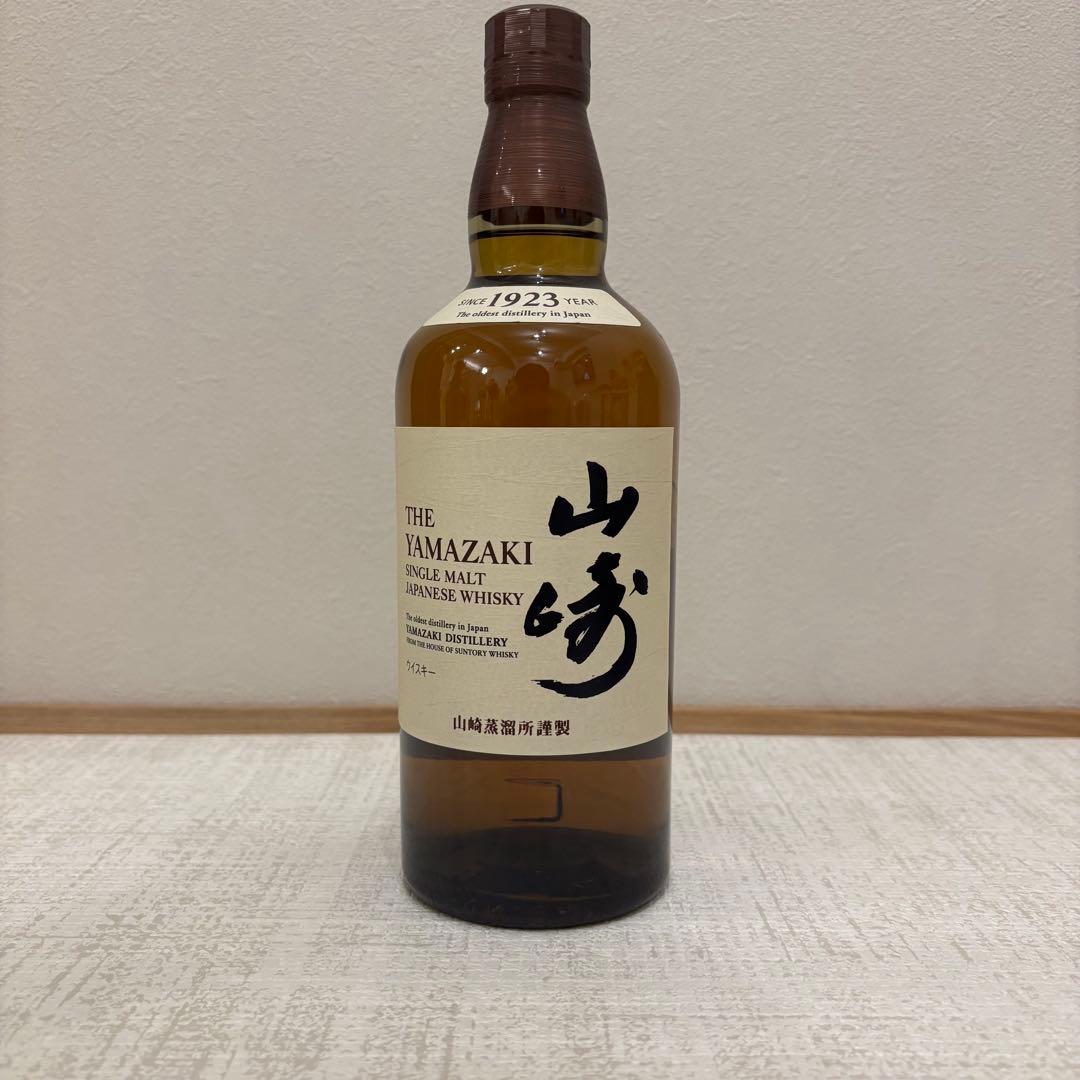 SINCE 1923 YEAR
The oldest distillery in Japan
山崎
THE
YAMAZAKI
SINGLE MALT
JAPANESE WHISKY
The oldest distillery in Japan
YAMAZAKI DISTILLERY
FROM THE HOUSE OF SUNTORY WHISKY
ウイスキー
山崎蒸溜所謹製